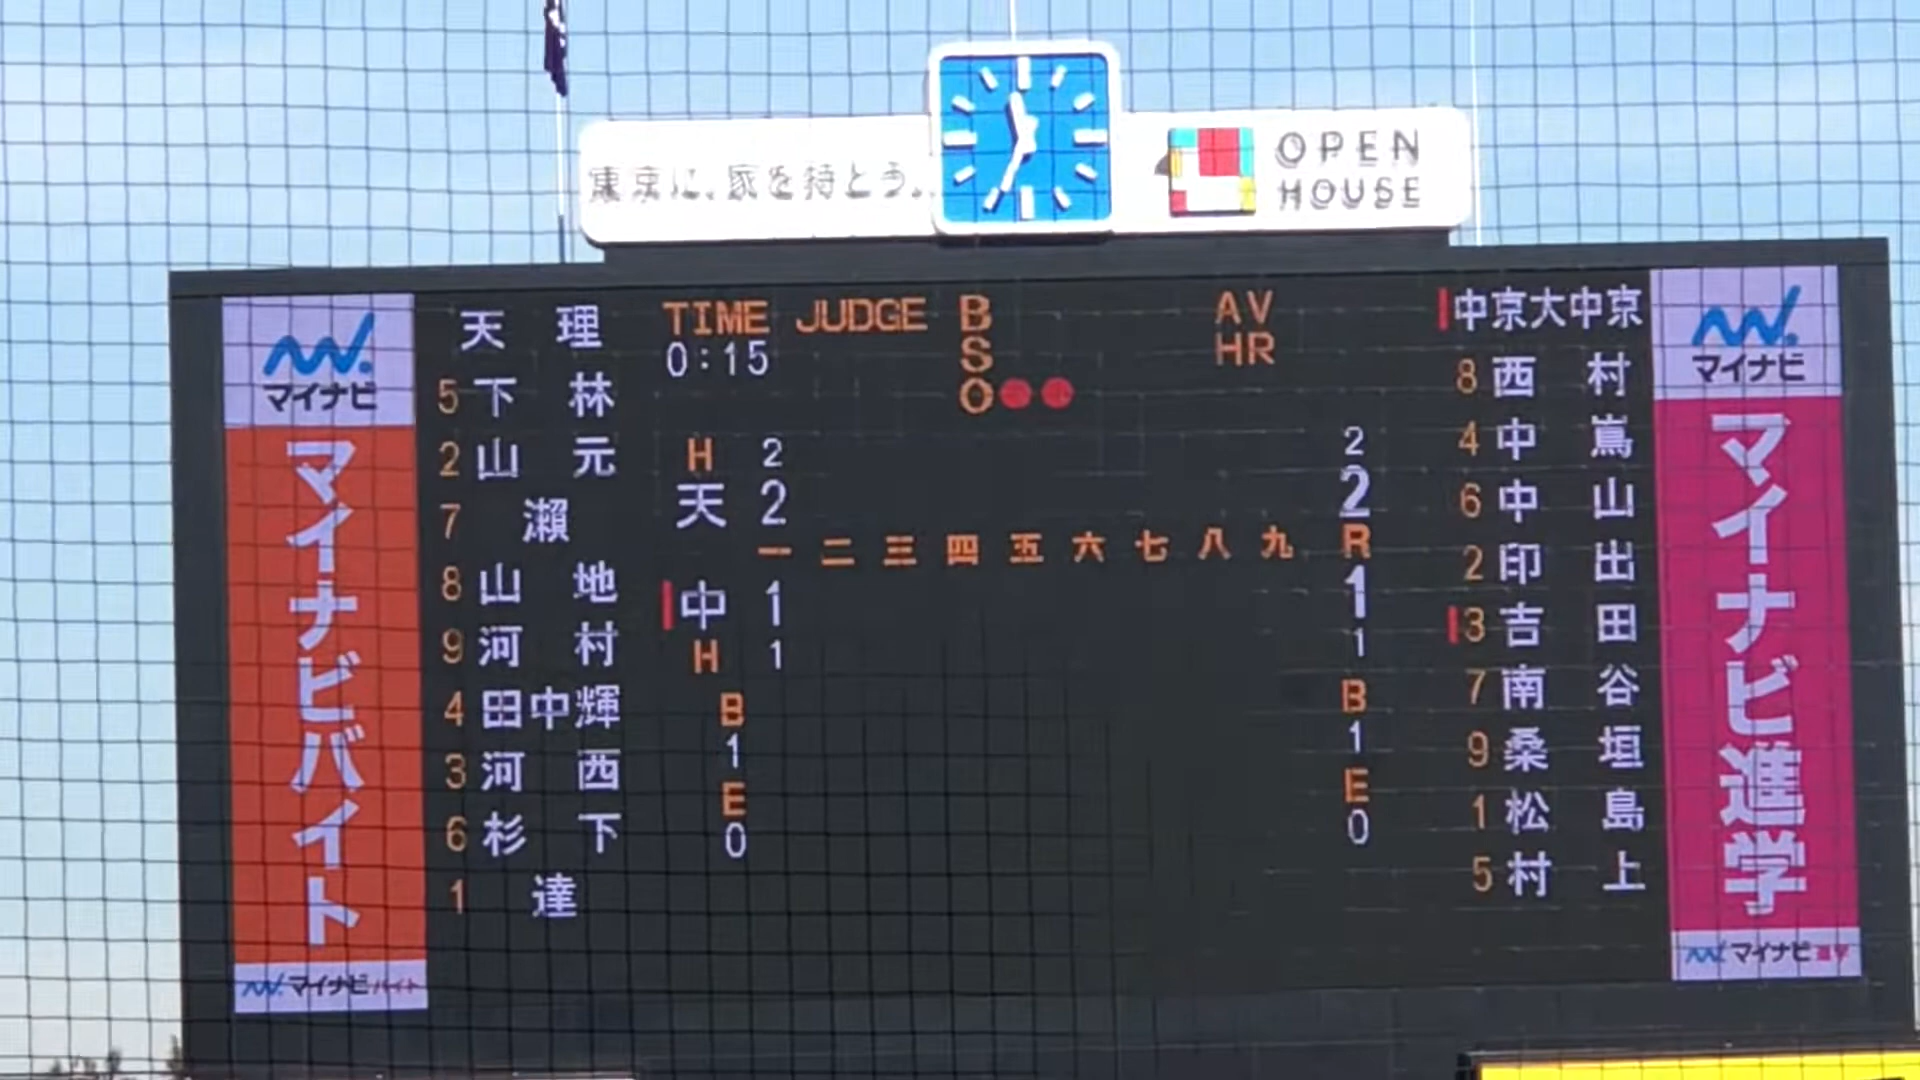 東京に、家を持とう。
OPEN
HOUSE
マイナビ
マイナビバイト
マイナビバイト
天理
5 下林
2 山元
7 瀬
8 山地
9 河村
4 田中輝
3 河西
6 杉下
1 達
TIME JUDGE
0:15
B
S
O
AV
HR
H 2 2
天 2 2
一 二 三 四 五 六 七 八 九 R
中 1 1
H 1 1
B B
1 1
E E
0 0
中京大中京
8 西村
4 中嶌
6 中山
2 印出
3 吉田
7 南谷
9 桑垣
1 松島
5 村上
マイナビ
マイナビ進学
マイナビ進学